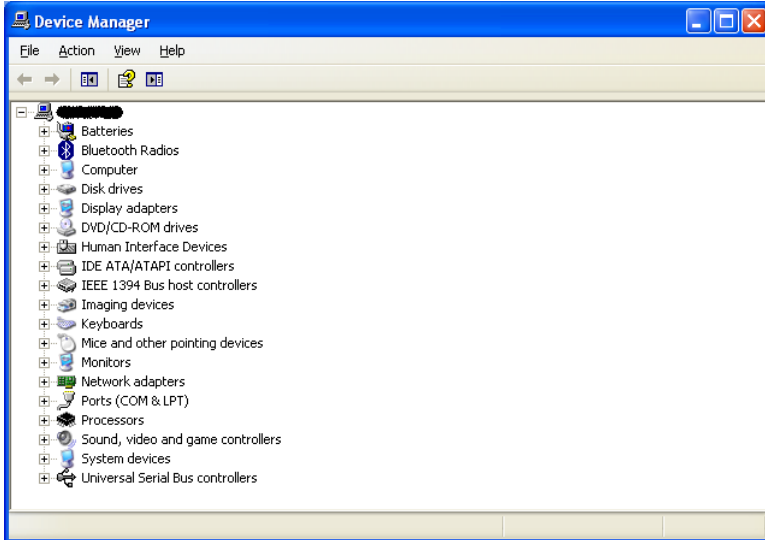 Device Manager
File Action View Help
Batteries
Bluetooth Radios
Computer
Disk drives
Display adapters
DVD/CD-ROM drives
Human Interface Devices
IDE ATA/ATAPI controllers
IEEE 1394 Bus host controllers
Imaging devices
Keyboards
Mice and other pointing devices
Monitors
Network adapters
Ports (COM & LPT)
Processors
Sound, video and game controllers
System devices
Universal Serial Bus controllers